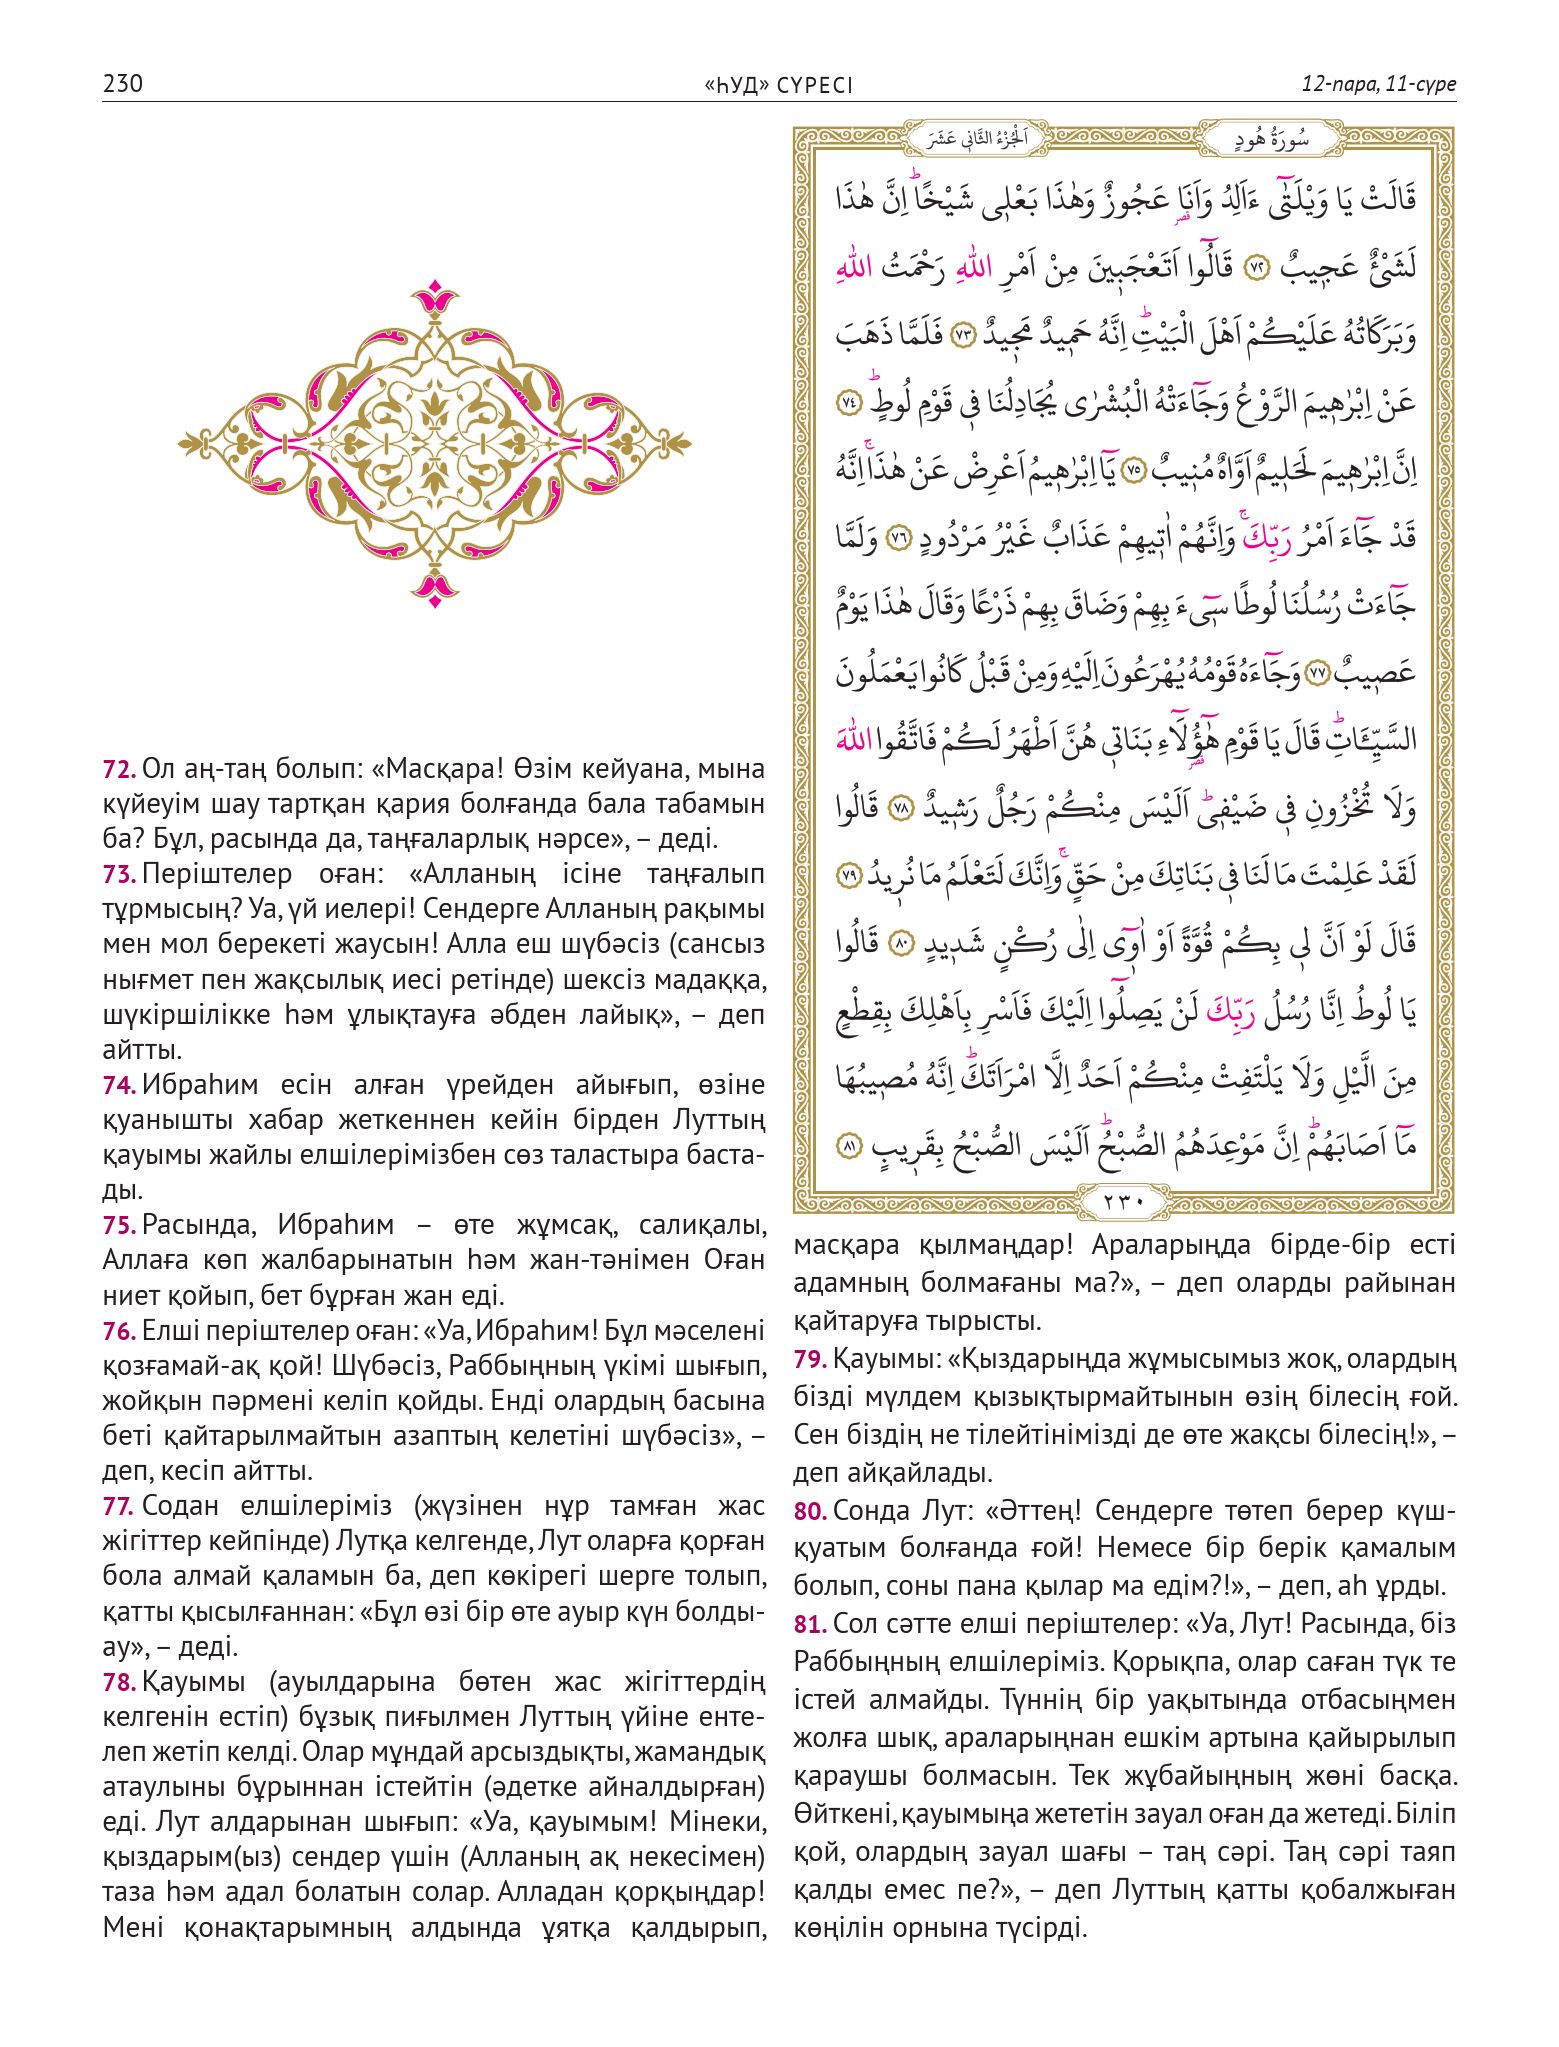 230
«ҺУД» СҮРЕСІ
12-пара, 11-сүре
سُورَةُ هُودٍ
اَلْجُزْءُ الثَّانٖي عَشَرَ
قَالَتْ يَا وَيْلَتٰٓى ءَاَلِدُ وَاَنَا۬ عَجُوزٌ وَهٰذَا بَعْلٖي شَيْخًاۜ اِنَّ هٰذَا
لَشَيْءٌ عَجٖيبٌ ﴿٧٢﴾ قَالُٓوا اَتَعْجَبٖينَ مِنْ اَمْرِ اللّٰهِ رَحْمَتُ اللّٰهِ
وَبَرَكَاتُهُ عَلَيْكُمْ اَهْلَ الْبَيْتِۜ اِنَّهُ حَمٖيدٌ مَجٖيدٌ ﴿٧٣﴾ فَلَمَّا ذَهَبَ
عَنْ اِبْرٰهٖيمَ الرَّوْعُ وَجَٓاءَتْهُ الْبُشْرٰى يُجَادِلُنَا فٖي قَوْمِ لُوطٍۜ ﴿٧٤﴾
اِنَّ اِبْرٰهٖيمَ لَحَلٖيمٌ اَوَّاهٌ مُنٖيبٌ ﴿٧٥﴾ يَٓا اِبْرٰهٖيمُ اَعْرِضْ عَنْ هٰذَاۚ اِنَّهُ
قَدْ جَٓاءَ اَمْرُ رَبِّكَۚ وَاِنَّهُمْ اٰتٖيهِمْ عَذَابٌ غَيْرُ مَرْدُودٍ ﴿٧٦﴾ وَلَمَّا
جَٓاءَتْ رُسُلُنَا لُوطًا سٖٓيءَ بِهِمْ وَضَاقَ بِهِمْ ذَرْعًا وَقَالَ هٰذَا يَوْمٌ
عَصٖيبٌ ﴿٧٧﴾ وَجَٓاءَهُ قَوْمُهُ يُهْرَعُونَ اِلَيْهِ وَمِنْ قَبْلُ كَانُوا يَعْمَلُونَ
السَّيِّـَٔاتِۜ قَالَ يَا قَوْمِ هٰٓؤُ۬لَٓاءِ بَنَاتٖي هُنَّ اَطْهَرُ لَكُمْ فَاتَّقُوا اللّٰهَ
وَلَا تُخْزُونِ فٖي ضَيْفٖيۜ اَلَيْسَ مِنْكُمْ رَجُلٌ رَشٖيدٌ ﴿٧٨﴾ قَالُوا
لَقَدْ عَلِمْتَ مَا لَنَا فٖي بَنَاتِكَ مِنْ حَقٍّۚ وَاِنَّكَ لَتَعْلَمُ مَا نُرٖيدُ ﴿٧٩﴾
قَالَ لَوْ اَنَّ لٖي بِكُمْ قُوَّةً اَوْ اٰوٖٓي اِلٰى رُكْنٍ شَدٖيدٍ ﴿٨٠﴾ قَالُوا
يَا لُوطُ اِنَّا رُسُلُ رَبِّكَ لَنْ يَصِلُٓوا اِلَيْكَ فَاَسْرِ بِاَهْلِكَ بِقِطْعٍ
مِنَ الَّيْلِ وَلَا يَلْتَفِتْ مِنْكُمْ اَحَدٌ اِلَّا امْرَاَتَكَۜ اِنَّهُ مُصٖيبُهَا
مَٓا اَصَابَهُمْۜ اِنَّ مَوْعِدَهُمُ الصُّبْحُۜ اَلَيْسَ الصُّبْحُ بِقَرٖيبٍ ﴿٨١﴾
٢٣٠
72. Ол аң-таң болып: «Масқара! Өзім кейуана, мына
күйеуім шау тартқан қария болғанда бала табамын
ба? Бұл, расында да, таңғаларлық нәрсе», – деді.
73. Періштелер оған: «Алланың ісіне таңғалып
тұрмысың? Уа, үй иелері! Сендерге Алланың рақымы
мен мол берекеті жаусын! Алла еш шүбәсіз (сансыз
нығмет пен жақсылық иесі ретінде) шексіз мадаққа,
шүкіршілікке һәм ұлықтауға әбден лайық», – деп
айтты.
74. Ибраһим есін алған үрейден айығып, өзіне
қуанышты хабар жеткеннен кейін бірден Луттың
қауымы жайлы елшілерімізбен сөз таластыра баста-
ды.
75. Расында, Ибраһим – өте жұмсақ, салиқалы,
Аллаға көп жалбарынатын һәм жан-тәнімен Оған
ниет қойып, бет бұрған жан еді.
76. Елші періштелер оған: «Уа, Ибраһим! Бұл мәселені
қозғамай-ақ қой! Шүбәсіз, Раббыңның үкімі шығып,
жойқын пәрмені келіп қойды. Енді олардың басына
беті қайтарылмайтын азаптың келетіні шүбәсіз», –
деп, кесіп айтты.
77. Содан елшілеріміз (жүзінен нұр тамған жас
жігіттер кейпінде) Лутқа келгенде, Лут оларға қорған
бола алмай қаламын ба, деп көкірегі шерге толып,
қатты қысылғаннан: «Бұл өзі бір өте ауыр күн болды-
ау», – деді.
78. Қауымы (ауылдарына бөтен жас жігіттердің
келгенін естіп) бұзық пиғылмен Луттың үйіне енте-
леп жетіп келді. Олар мұндай арсыздықты, жамандық
атаулыны бұрыннан істейтін (әдетке айналдырған)
еді. Лут алдарынан шығып: «Уа, қауымым! Мінеки,
қыздарым(ыз) сендер үшін (Алланың ақ некесімен)
таза һәм адал болатын солар. Алладан қорқыңдар!
Мені қонақтарымның алдында ұятқа қалдырып,
масқара қылмаңдар! Араларыңда бірде-бір есті
адамның болмағаны ма?», – деп оларды райынан
қайтаруға тырысты.
79. Қауымы: «Қыздарыңда жұмысымыз жоқ, олардың
бізді мүлдем қызықтырмайтынын өзің білесің ғой.
Сен біздің не тілейтінімізді де өте жақсы білесің!», –
деп айқайлады.
80. Сонда Лут: «Әттең! Сендерге төтеп берер күш-
қуатым болғанда ғой! Немесе бір берік қамалым
болып, соны пана қылар ма едім?!», – деп, аһ ұрды.
81. Сол сәтте елші періштелер: «Уа, Лут! Расында, біз
Раббыңның елшілеріміз. Қорықпа, олар саған түк те
істей алмайды. Түннің бір уақытында отбасыңмен
жолға шық, араларыңнан ешкім артына қайырылып
қараушы болмасын. Тек жұбайыңның жөні басқа.
Өйткені, қауымыңа жететін зауал оған да жетеді. Біліп
қой, олардың зауал шағы – таң сәрі. Таң сәрі таяп
қалды емес пе?», – деп Луттың қатты қобалжыған
көңілін орнына түсірді.